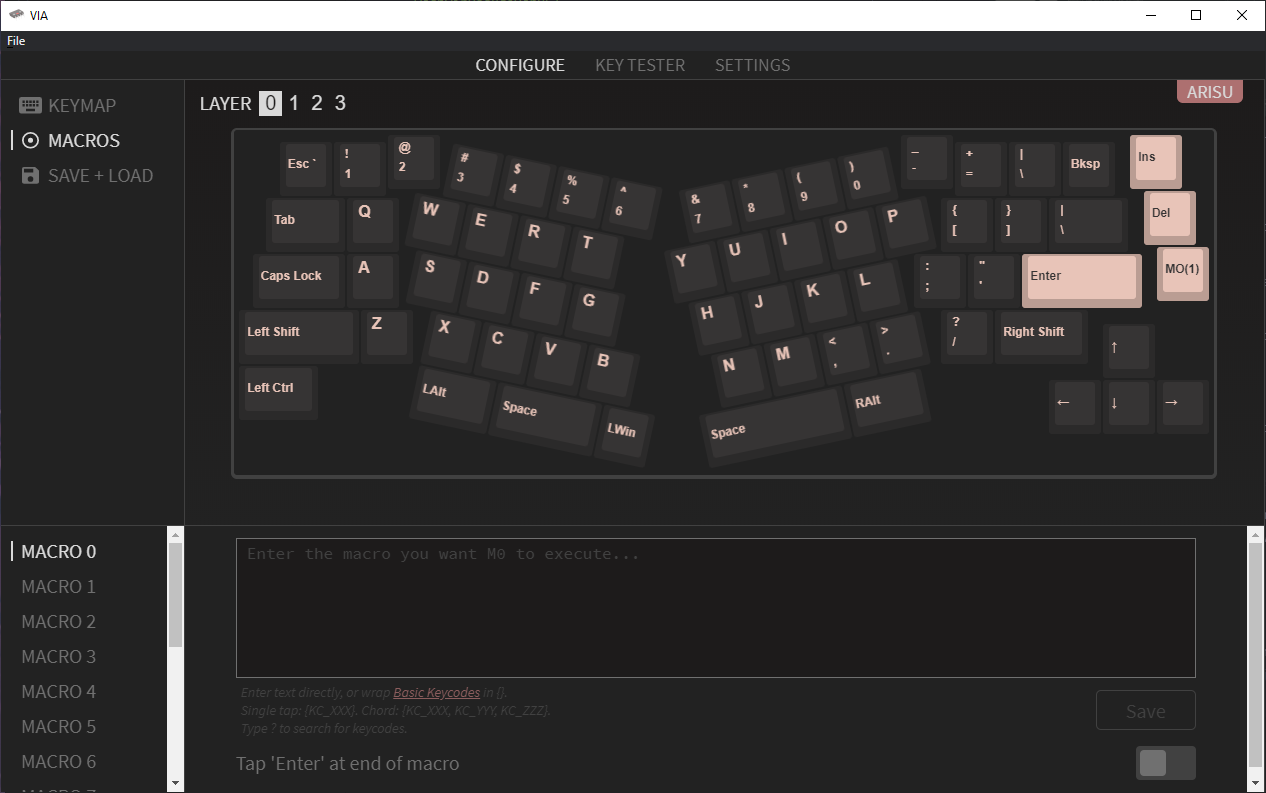 VIA
File
CONFIGURE KEY TESTER SETTINGS
KEYMAP
MACROS
SAVE + LOAD
LAYER 0 1 2 3
ARISU
Esc ` ! 1 @ 2 # 3 $ 4 % 5 ^ 6 & 7 * 8 ( 9 ) 0 _ - + = | \ Bksp Ins
Tab Q W E R T Y U I O P { [ } ] | \ Del
Caps Lock A S D F G H J K L : ; " ' Enter MO(1)
Left Shift Z X C V B N M < , > . ? / Right Shift ↑
Left Ctrl LAlt Space LWin Space RAlt ← ↓ →
MACRO 0
MACRO 1
MACRO 2
MACRO 3
MACRO 4
MACRO 5
MACRO 6
Enter the macro you want M0 to execute...
Enter text directly, or wrap Basic Keycodes in {}.
Single tap: {KC_XXX}. Chord: {KC_XXX, KC_YYY, KC_ZZZ}.
Type ? to search for keycodes.
Save
Tap 'Enter' at end of macro